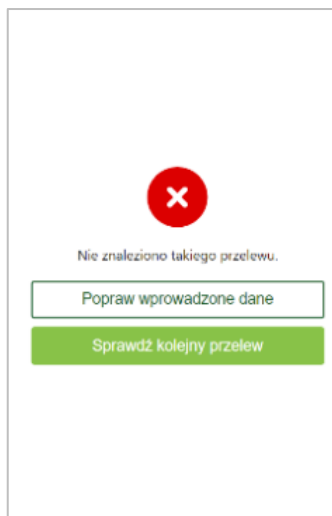 Nie znaleziono takiego przelewu.
Popraw wprowadzone dane
Sprawdź kolejny przelew